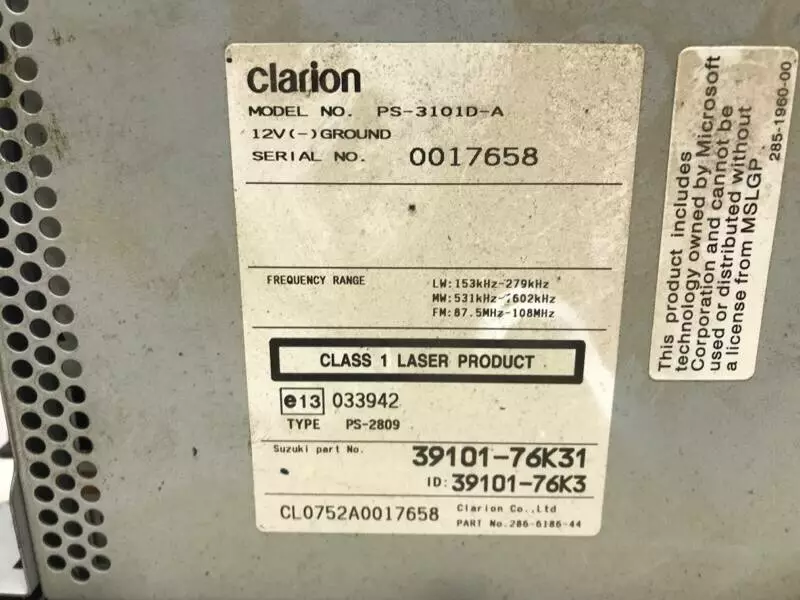 clarion
MODEL NO. PS-3101D-A
12V(-)GROUND
SERIAL NO. 0017658
FREQUENCY RANGE
LW:153kHz-279kHz
MW:531kHz-1602kHz
FM:87.5MHz-108MHz
CLASS 1 LASER PRODUCT
e13 033942
TYPE PS-2809
Suzuki part No. 39101-76K31
ID:39101-76K3
CL0752A0017658
Clarion Co.,Ltd
PART No.286-6186-44
This product includes
technology owned by Microsoft
Corporation and cannot be
used or distributed without
a license from MSLGP.
285-1960-00